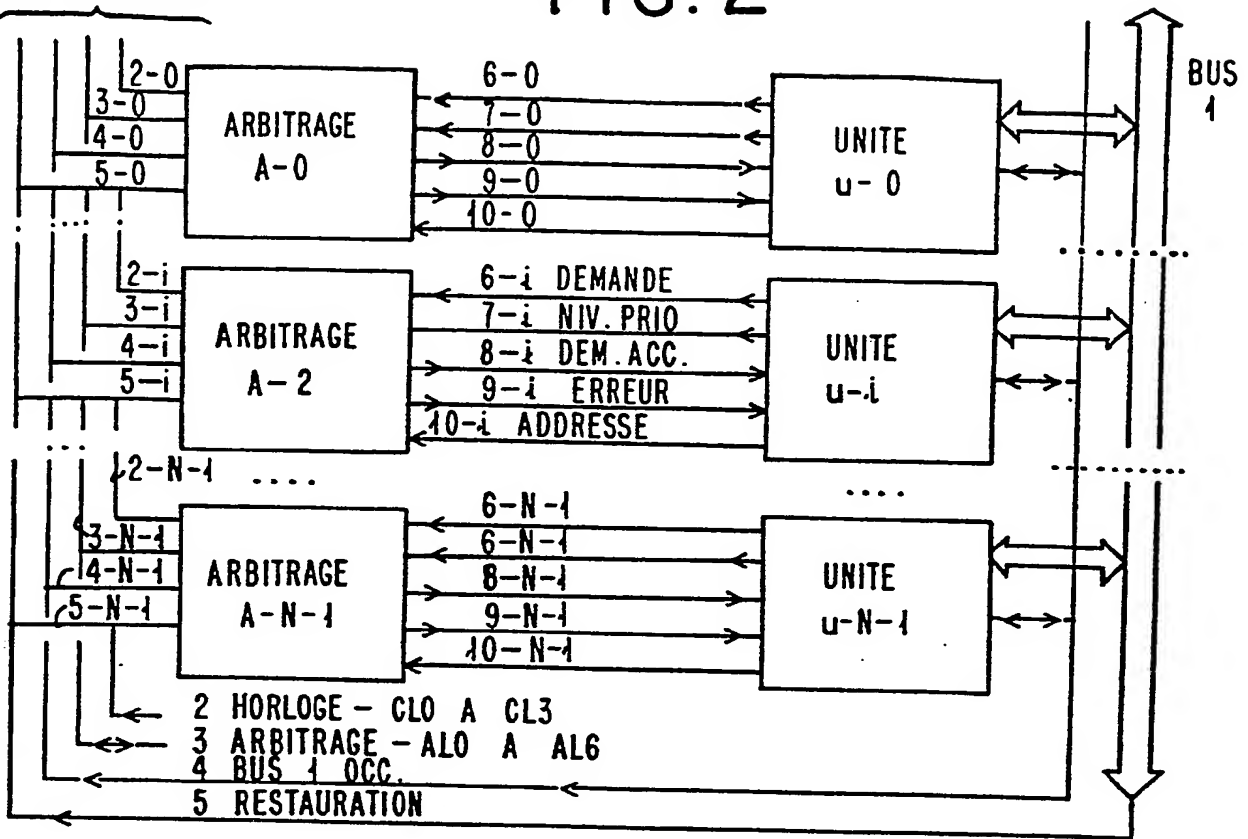 FIG. 2
BUS
1
2-0
3-0
4-0
5-0
ARBITRAGE
A-0
6-0
7-0
8-0
9-0
10-0
UNITE
u-0
2-i
3-i
4-i
5-i
ARBITRAGE
A-2
6-i DEMANDE
7-i NIV. PRIO
8-i DEM. ACC.
9-i ERREUR
10-i ADDRESSE
UNITE
u-i
2-N-1
3-N-1
4-N-1
5-N-1
ARBITRAGE
A-N-1
6-N-1
6-N-1
8-N-1
9-N-1
10-N-1
UNITE
u-N-1
2 HORLOGE - CL0 A CL3
3 ARBITRAGE - AL0 A AL6
4 BUS 1 OCC.
5 RESTAURATION